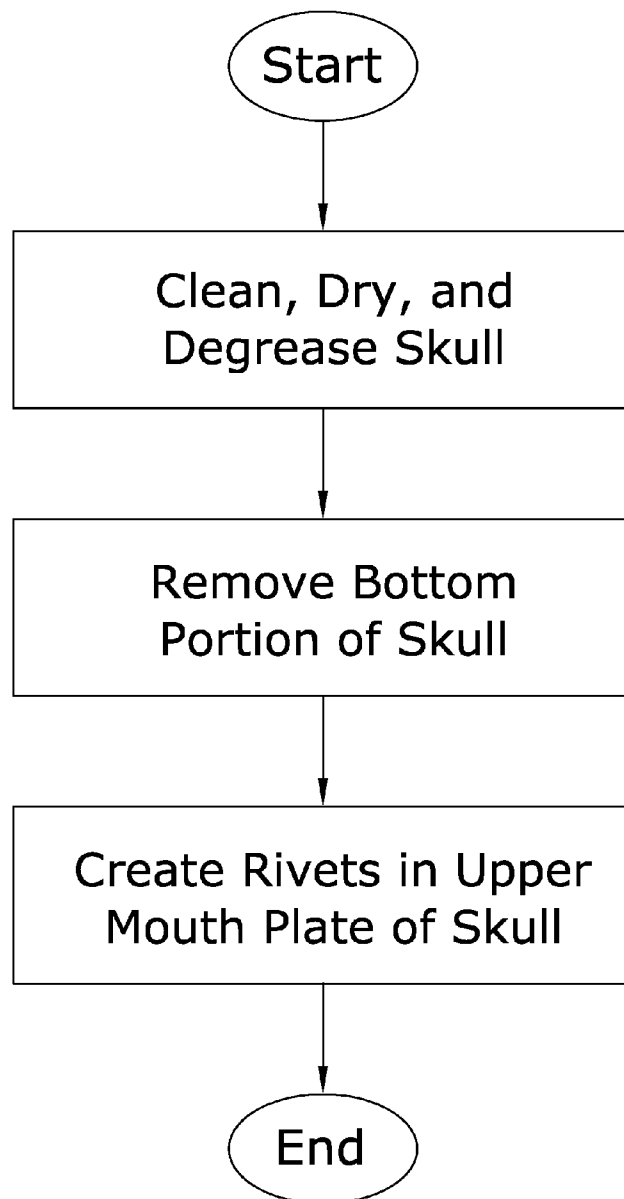 Start
Clean, Dry, and
Degrease Skull
Remove Bottom
Portion of Skull
Create Rivets in Upper
Mouth Plate of Skull
End